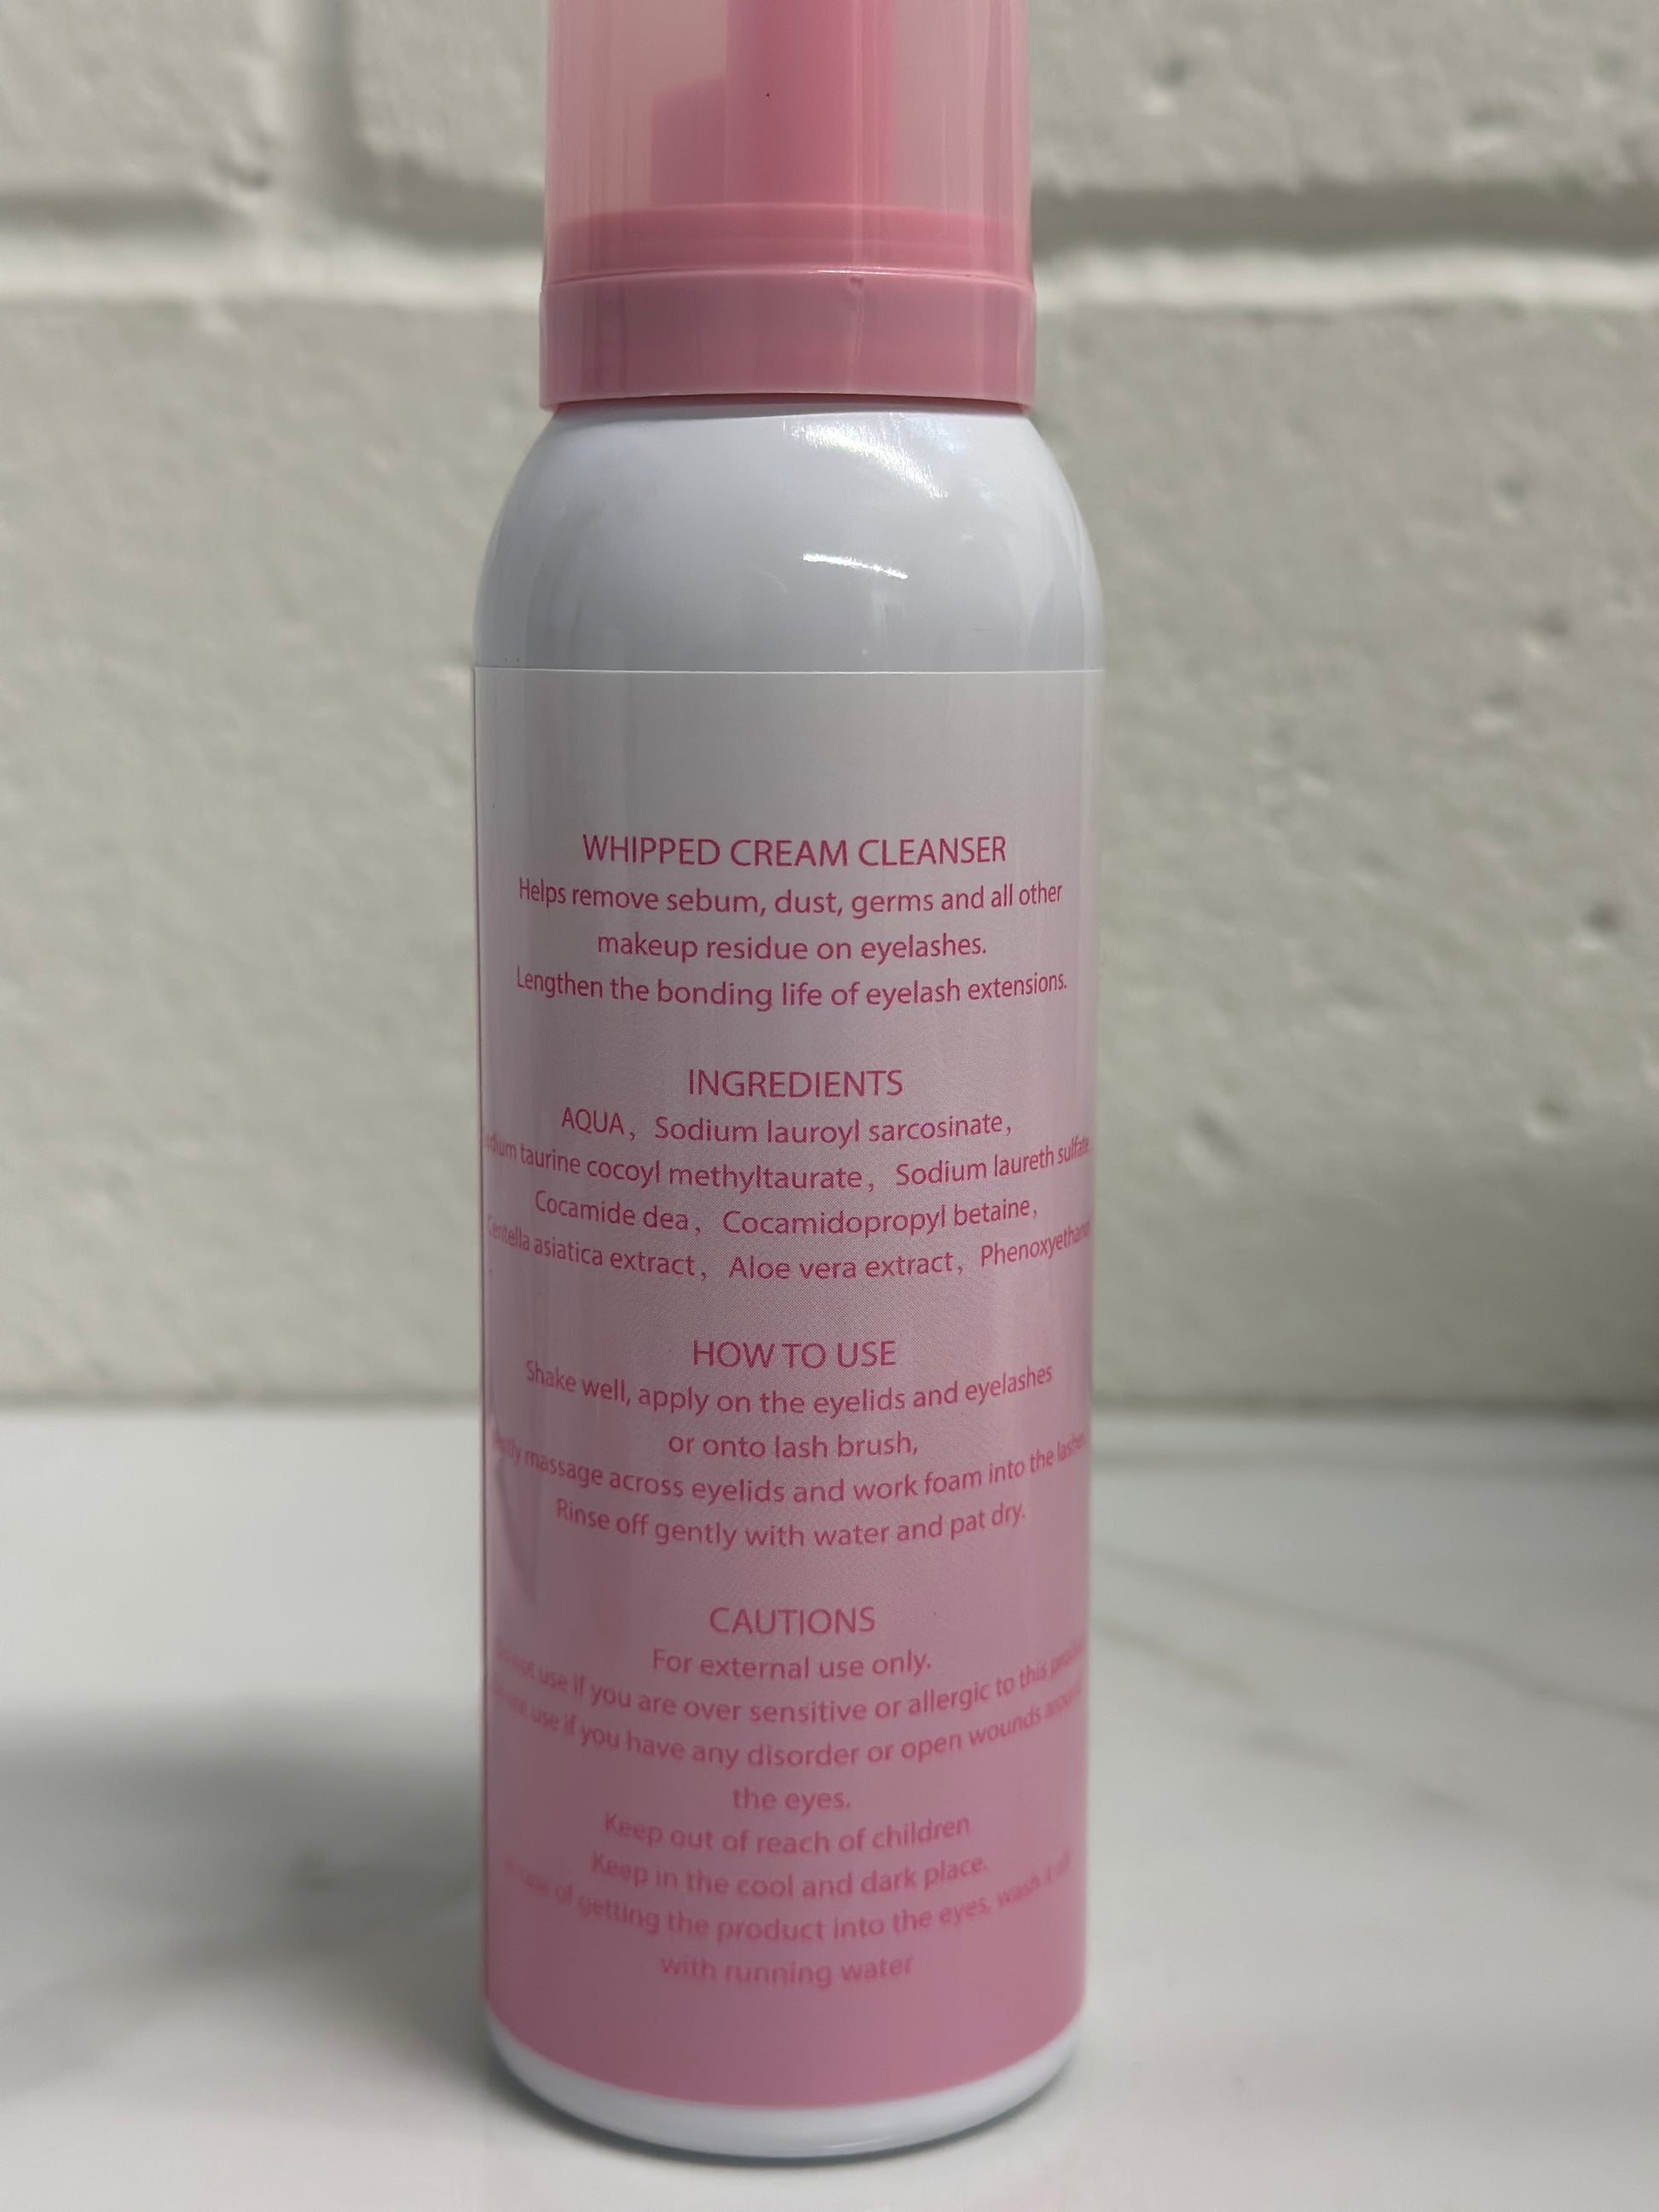 WHIPPED CREAM CLEANSER
Helps remove sebum, dust, germs and all other
makeup residue on eyelashes.
Lengthen the bonding life of eyelash extensions.
INGREDIENTS
AQUA, Sodium lauroyl sarcosinate,
taurine cocoyl methyltaurate, Sodium laureth sulfate
Cocamide dea, Cocamidopropyl betaine,
Centella asiatica extract, Aloe vera extract, Phenoxyethanol
HOW TO USE
Shake well, apply on the eyelids and eyelashes
or onto lash brush,
massage across eyelids and work foam into the lashes
Rinse off gently with water and pat dry.
CAUTIONS
For external use only.
use if you are over sensitive or allergic to this
use if you have any disorder or open wounds around
the eyes.
Keep out of reach of children
Keep in the cool and dark place.
of getting the product into the eyes, wash it off
with running water